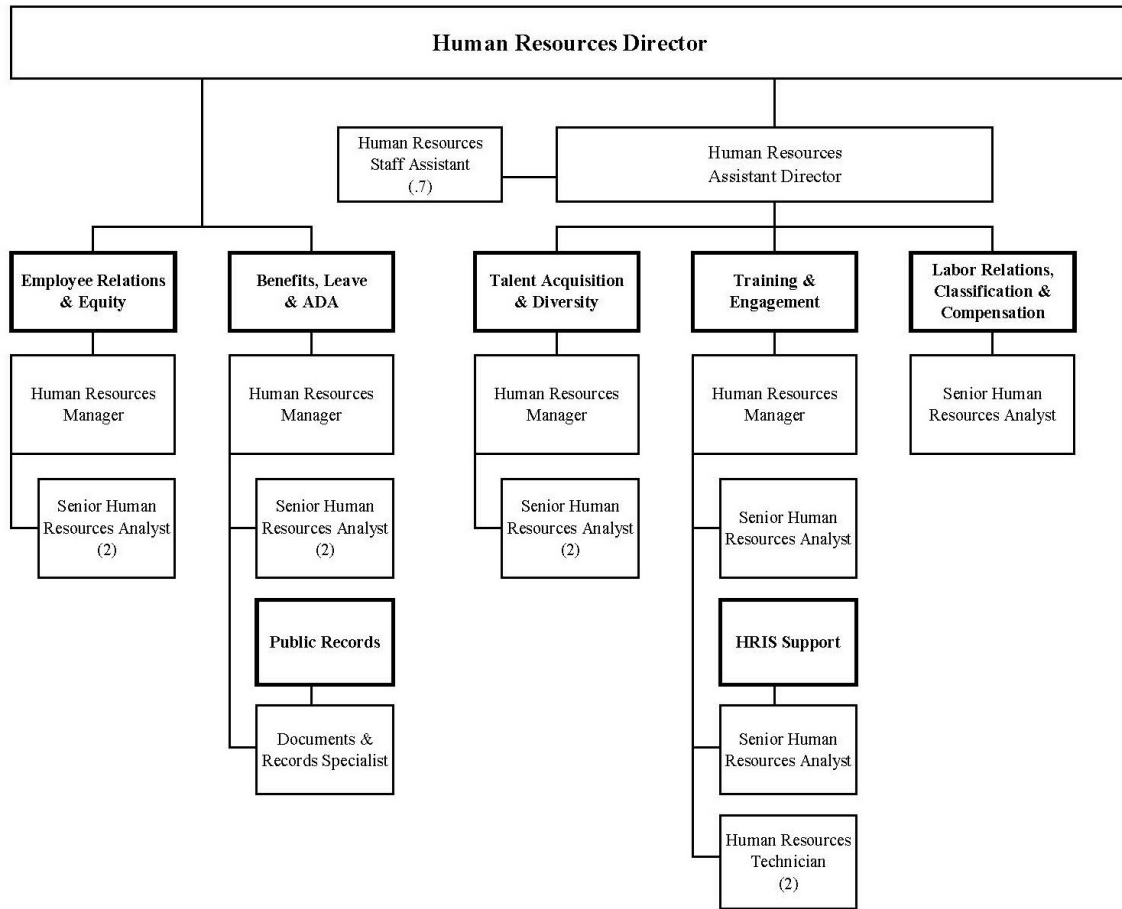 Human Resources Director
Human Resources
Staff Assistant
(.7)
Human Resources
Assistant Director
Employee Relations
& Equity
Benefits, Leave
& ADA
Talent Acquisition
& Diversity
Training &
Engagement
Labor Relations,
Classification &
Compensation
Human Resources
Manager
Human Resources
Manager
Human Resources
Manager
Human Resources
Manager
Senior Human
Resources Analyst
Senior Human
Resources Analyst
(2)
Senior Human
Resources Analyst
(2)
Senior Human
Resources Analyst
(2)
Senior Human
Resources Analyst
Public Records
HRIS Support
Documents &
Records Specialist
Senior Human
Resources Analyst
Human Resources
Technician
(2)